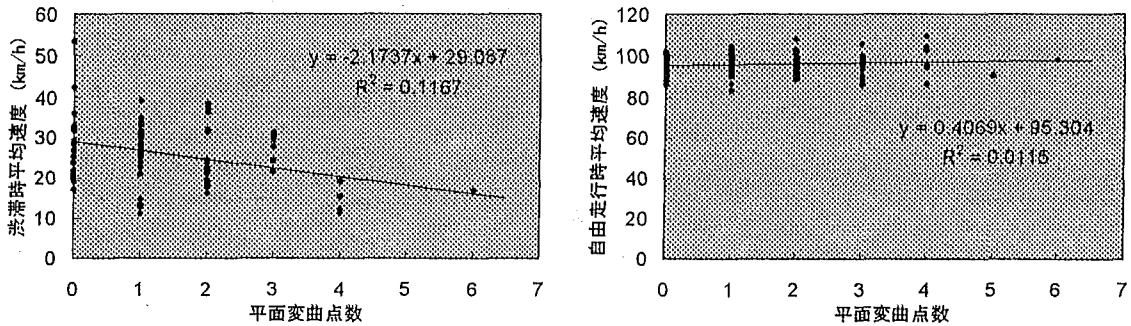 渋滞時平均速度 (km/h)
60
50
40
30
20
10
0
y = -2.1737x + 29.087
R² = 0.1167
0 1 2 3 4 5 6 7
平面変曲点数
自由走行時平均速度 (km/h)
120
100
80
60
40
20
0
y = 0.4069x + 95.304
R² = 0.0115
0 1 2 3 4 5 6 7
平面変曲点数